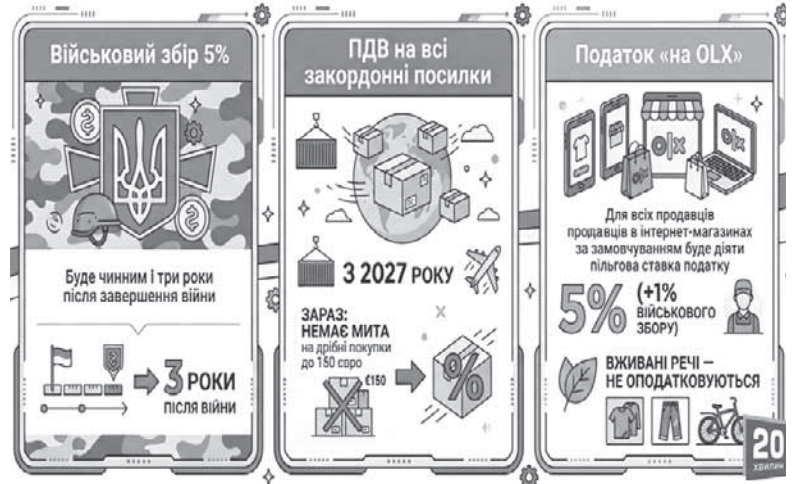 Військовий збір 5%
Буде чинним і три роки
після завершення війни
3 РОКИ
ПІСЛЯ ВІЙНИ
ПДВ на всі
закордонні посилки
З 2027 РОКУ
ЗАРАЗ:
НЕМАЄ МИТА
на дрібні покупки
до 150 євро
€150
%
Податок «на OLX»
olx
olx
Для всіх продавців
продавців в інтернет-магазинах
за замовчуванням буде діяти
пільгова ставка податку
5% (+1%
ВІЙСЬКОВОГО
ЗБОРУ)
ВЖИВАНІ РЕЧІ —
НЕ ОПОДАТКОВУЮТЬСЯ
20
ХВИЛИН